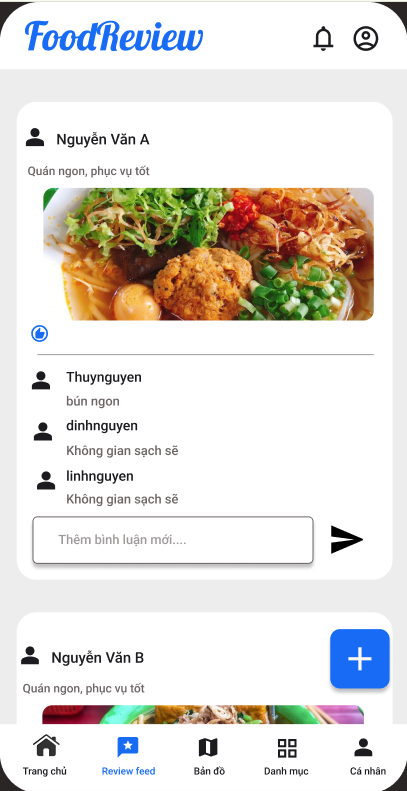 FoodReview
Nguyễn Văn A
Quán ngon, phục vụ tốt
Thuynguyen
bún ngon
dinhnguyen
Không gian sạch sẽ
linhnguyen
Không gian sạch sẽ
Thêm bình luận mới....
Nguyễn Văn B
Quán ngon, phục vụ tốt
Trang chủ
Review feed
Bản đồ
Danh mục
Cá nhân